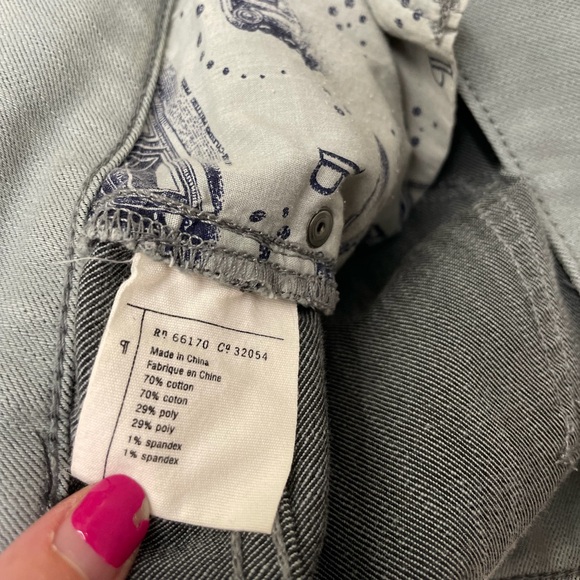 D
¶
Rn 66170 Ca 32054
Made in China
Fabrique en Chine
70% cotton
70% coton
29% poly
29% poly
1% spandex
1% spandex